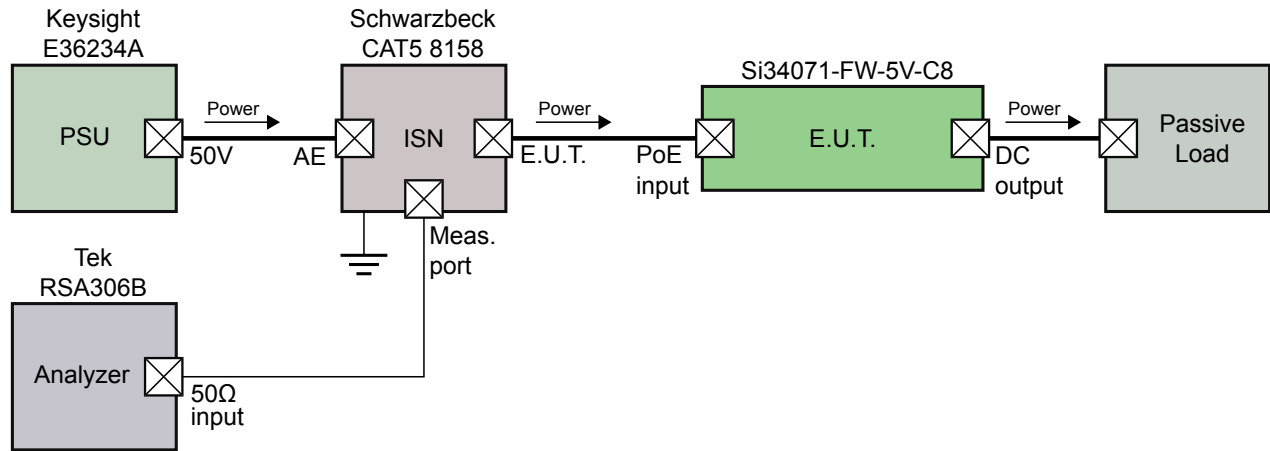 Keysight
E36234A
PSU
50V
Power
Schwarzbeck
CAT5 8158
AE
ISN
E.U.T.
Meas.
port
Power
Si34071-FW-5V-C8
PoE
input
E.U.T.
DC
output
Power
Passive
Load
Tek
RSA306B
Analyzer
50Ω
input